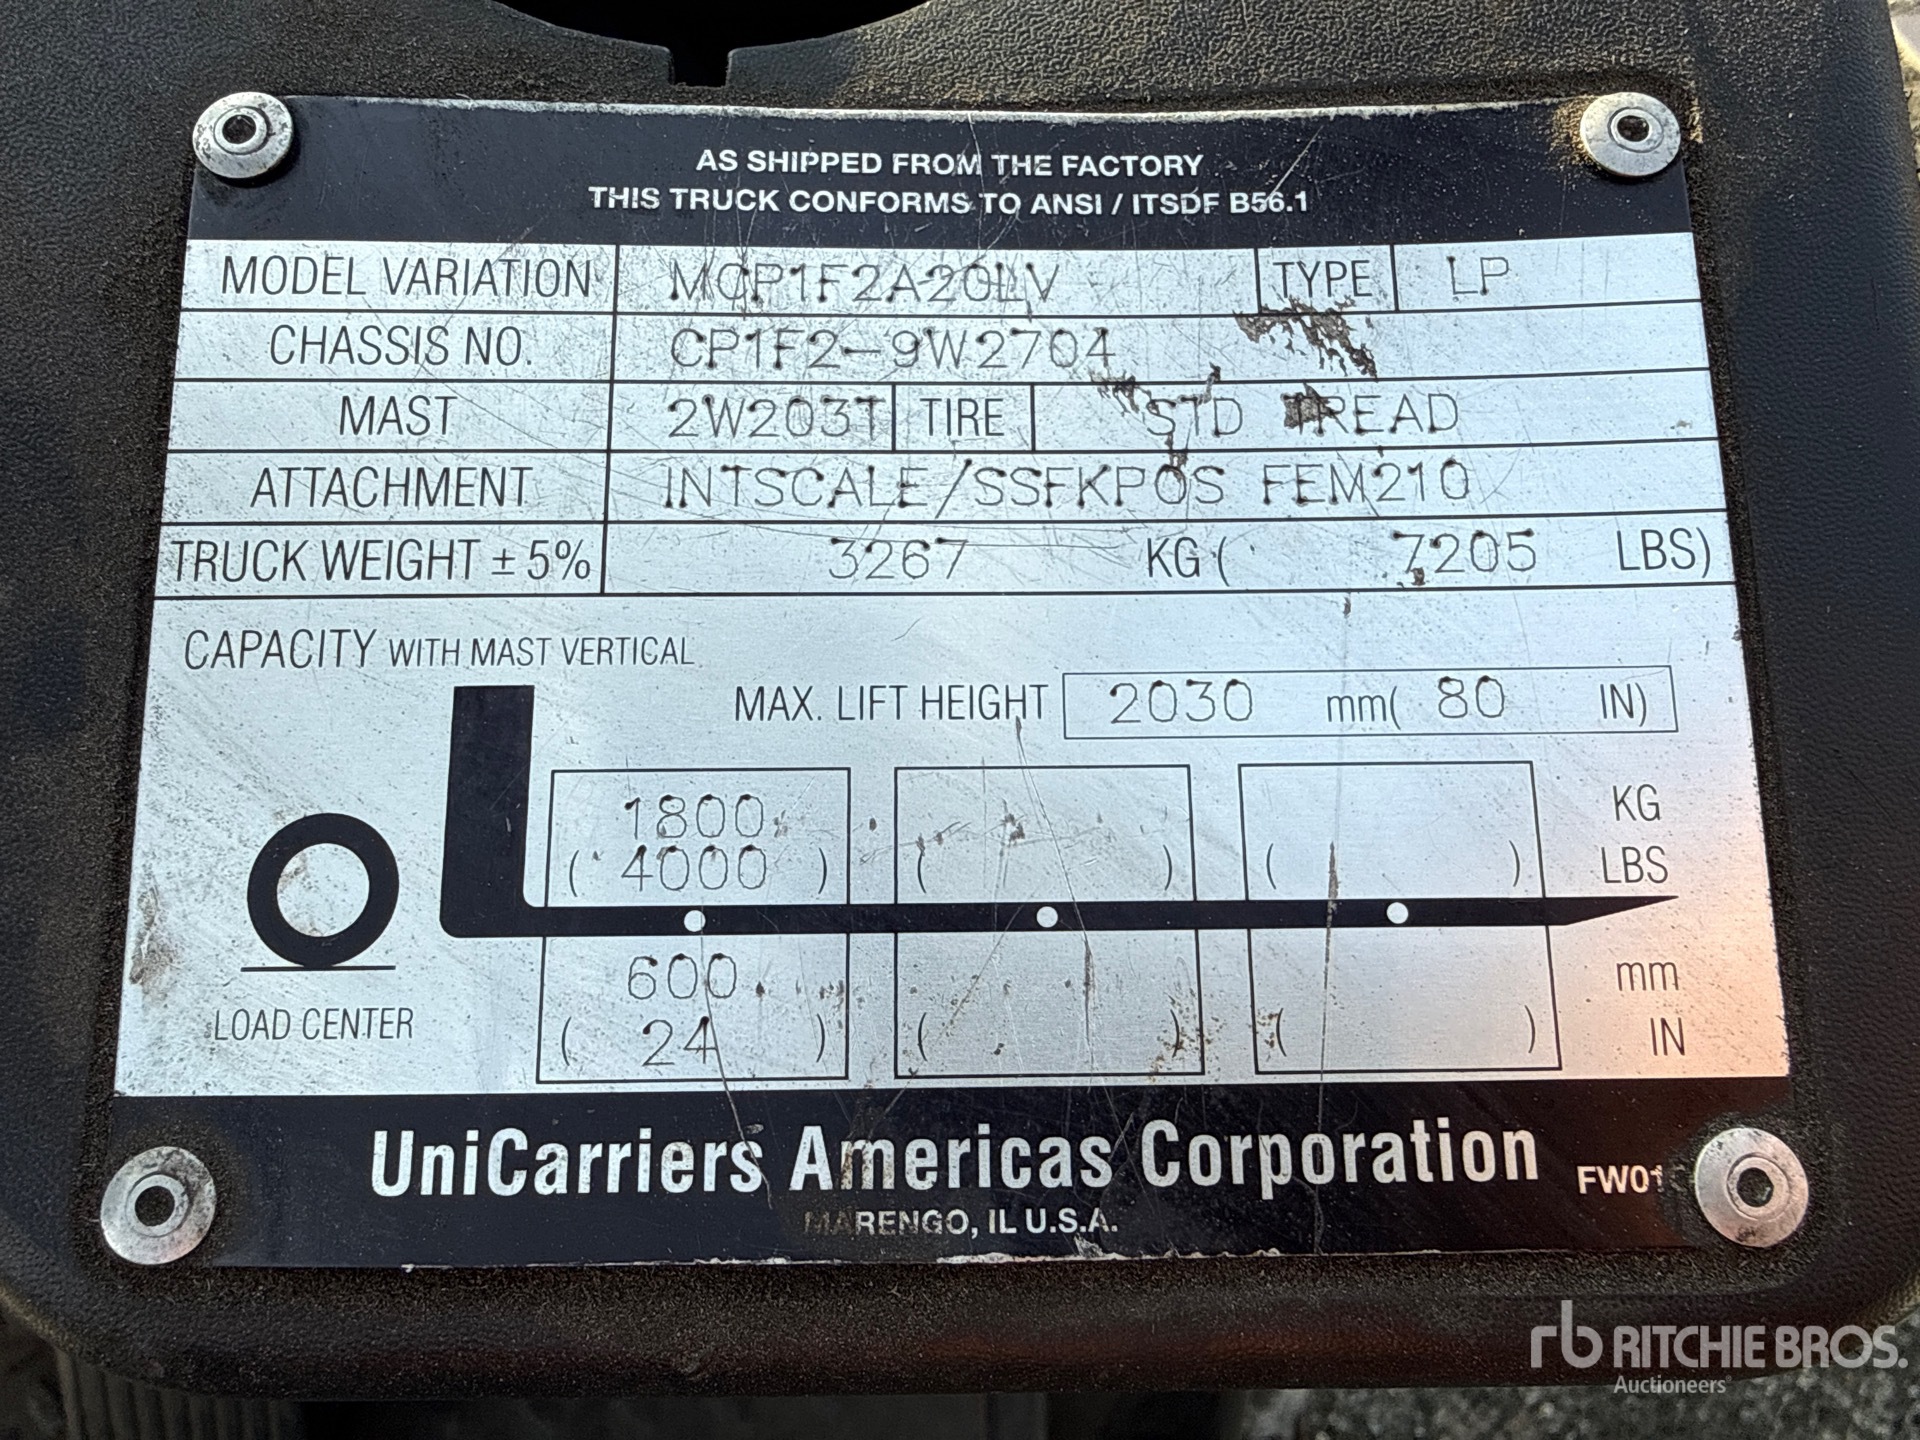 AS SHIPPED FROM THE FACTORY
THIS TRUCK CONFORMS TO ANSI / ITSDF B56.1
MODEL VARIATION MCP1F2A20LV TYPE LP
CHASSIS NO. CP1F2-9W2704
MAST 2W203T TIRE STD TREAD
ATTACHMENT INTSCALE/SSFKPOS FEM210
TRUCK WEIGHT ± 5% 3267 KG ( 7205 LBS)
CAPACITY WITH MAST VERTICAL
MAX. LIFT HEIGHT 2030 mm( 80 IN)
1800 KG
( 4000 ) ( ) ( ) LBS
600 mm
LOAD CENTER ( 24 ) ( ) ( ) IN
UniCarriers Americas Corporation FW01
MARENGO, IL U.S.A.
rb RITCHIE BROS.
Auctioneers